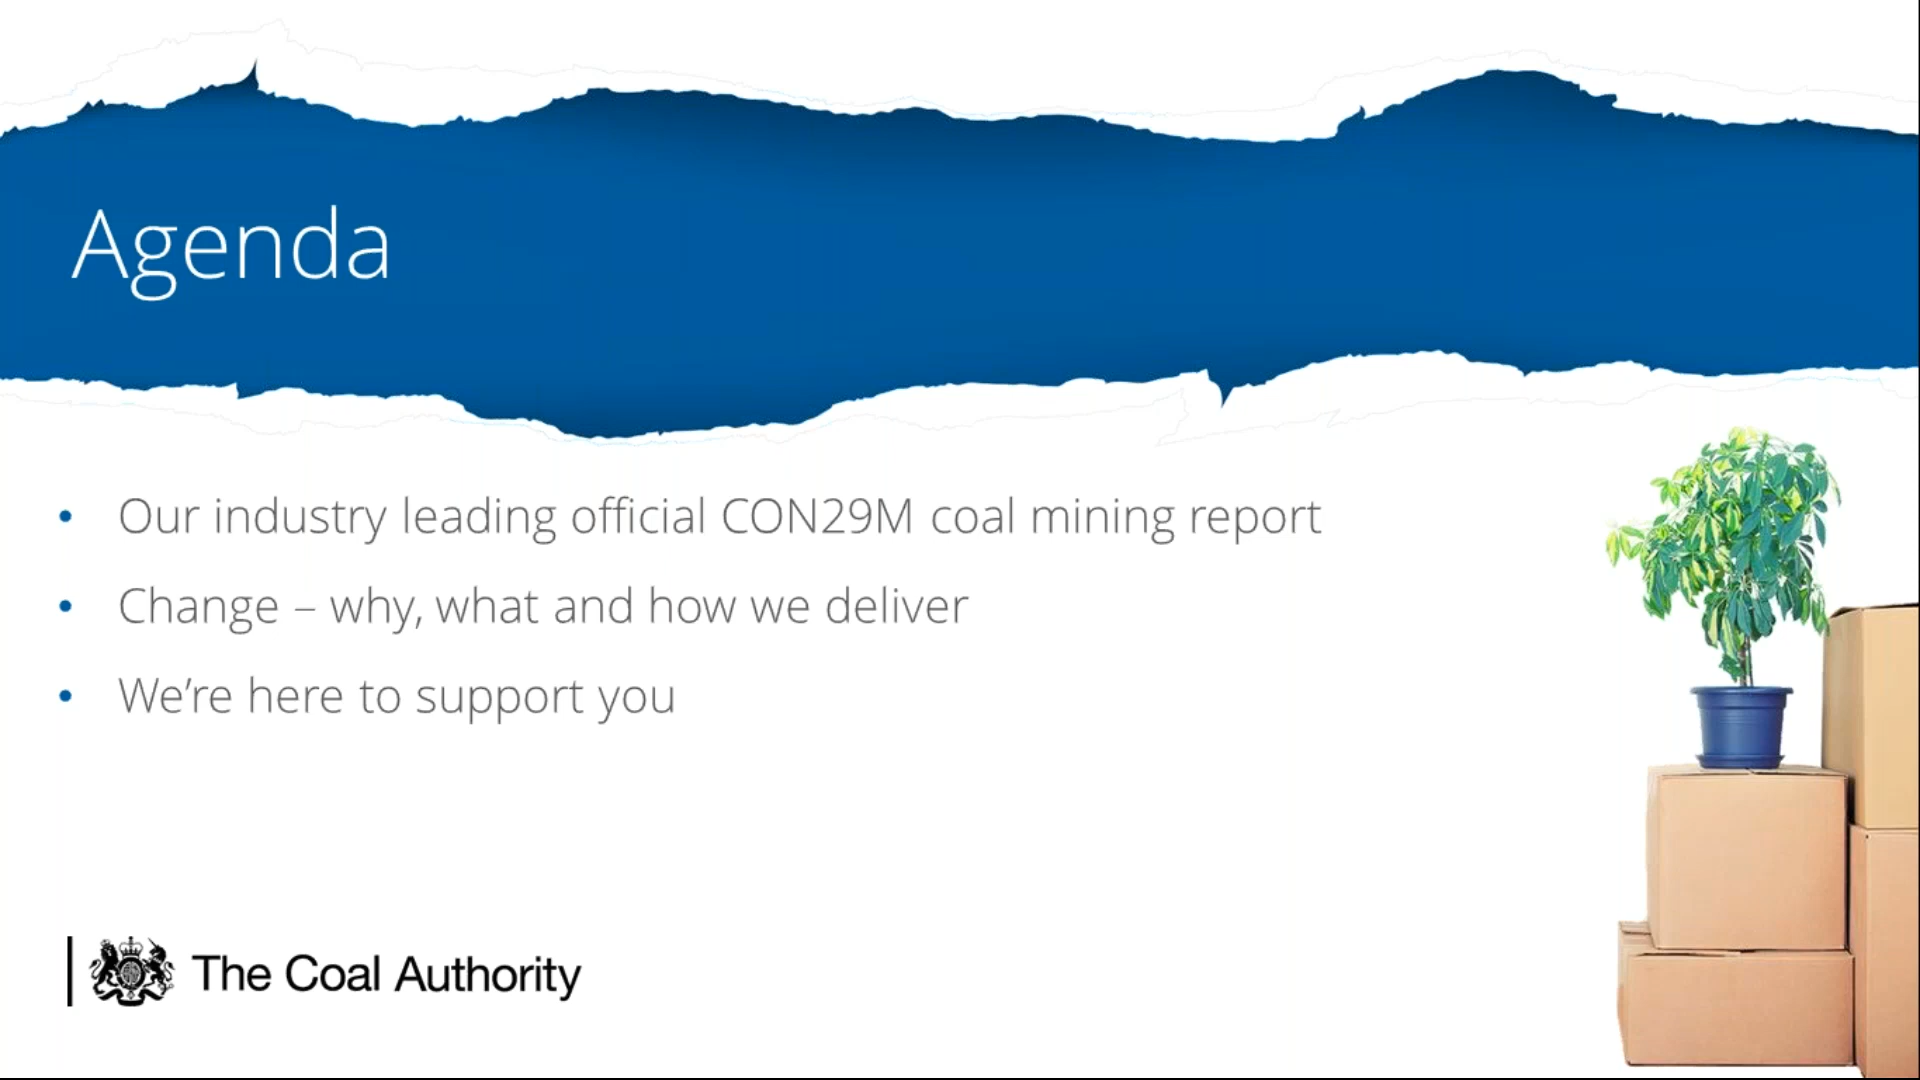 Agenda
• Our industry leading official CON29M coal mining report
• Change – why, what and how we deliver
• We're here to support you
The Coal Authority